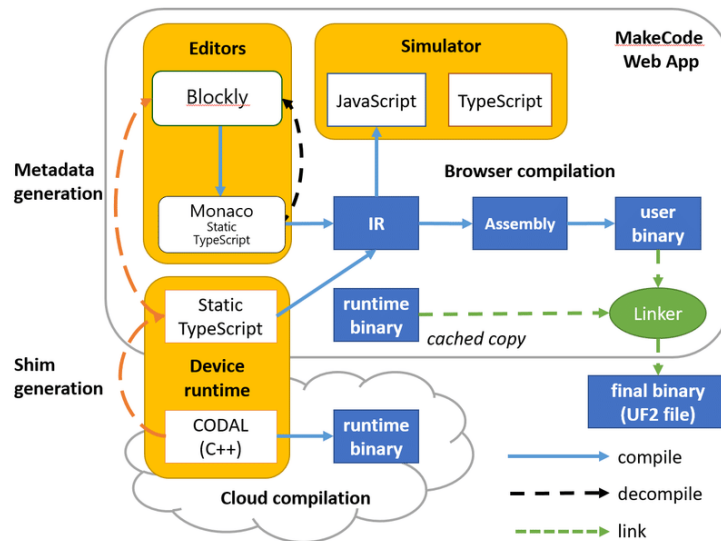 Editors
Simulator
MakeCode
Web App
Blockly
JavaScript
TypeScript
Metadata
generation
Browser compilation
Monaco
Static
TypeScript
IR
Assembly
user
binary
Static
TypeScript
runtime
binary
Linker
cached copy
Shim
generation
Device
runtime
final binary
(UF2 file)
CODAL
(C++)
runtime
binary
compile
Cloud compilation
decompile
link